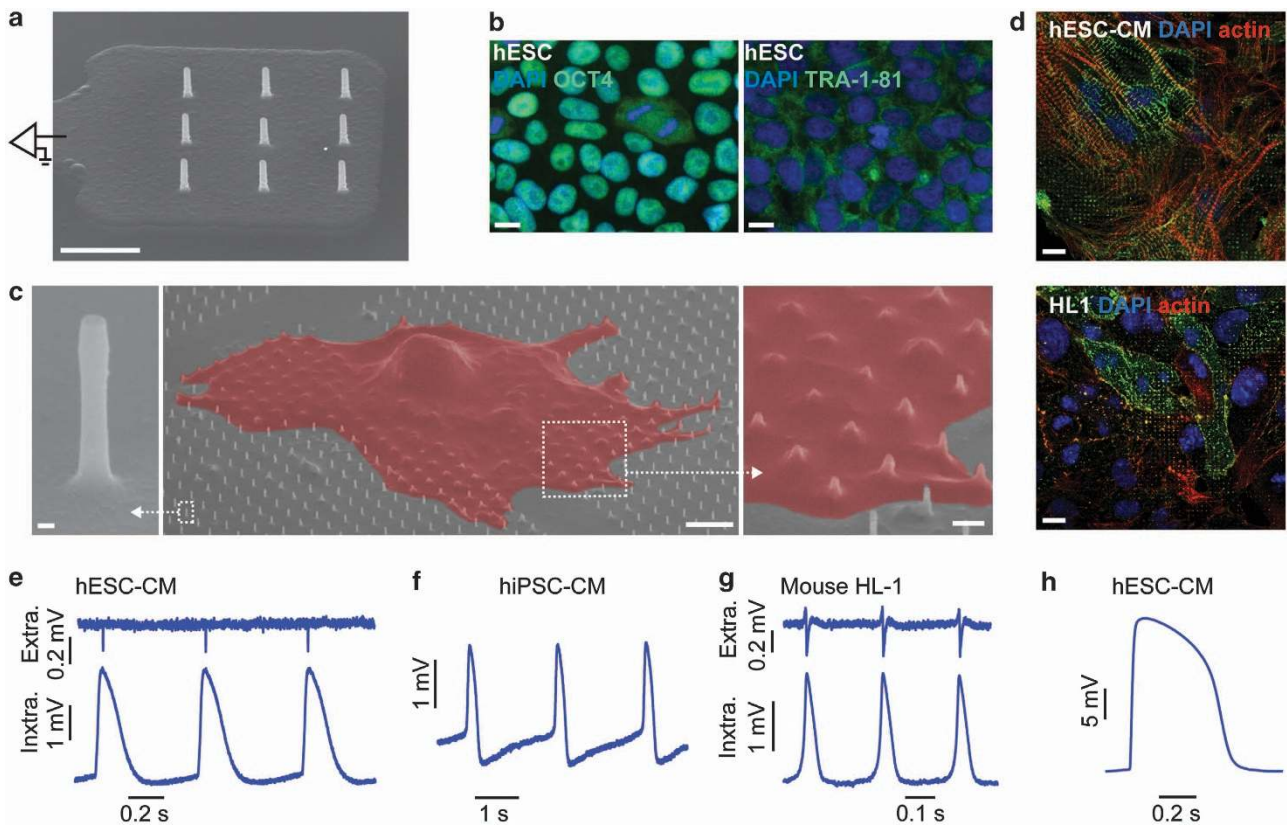 a
b
hESC
DAPI OCT4
hESC
DAPI TRA-1-81
d
hESC-CM DAPI actin
HL1 DAPI actin
c
e
hESC-CM
Extra.
0.2 mV
Inxtra.
1 mV
0.2 s
f
hiPSC-CM
1 mV
1 s
g
Mouse HL-1
Extra.
0.2 mV
Inxtra.
1 mV
0.1 s
h
hESC-CM
5 mV
0.2 s